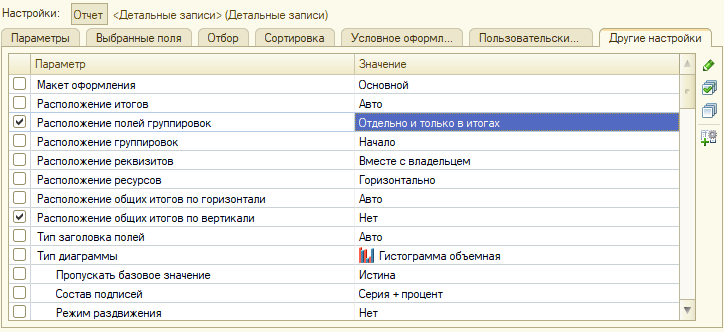 Настройки: Отчет <Детальные записи> (Детальные записи)
Параметры Выбранные поля Отбор Сортировка Условное оформл... Пользовательски... Другие настройки
Параметр Значение
Макет оформления Основной
Расположение итогов Авто
Расположение полей группировок Отдельно и только в итогах
Расположение группировок Начало
Расположение реквизитов Вместе с владельцем
Расположение ресурсов Горизонтально
Расположение общих итогов по горизонтали Авто
Расположение общих итогов по вертикали Нет
Тип заголовка полей Авто
Тип диаграммы Гистограмма объемная
Пропускать базовое значение Истина
Состав подписей Серия + процент
Режим раздвижения Нет